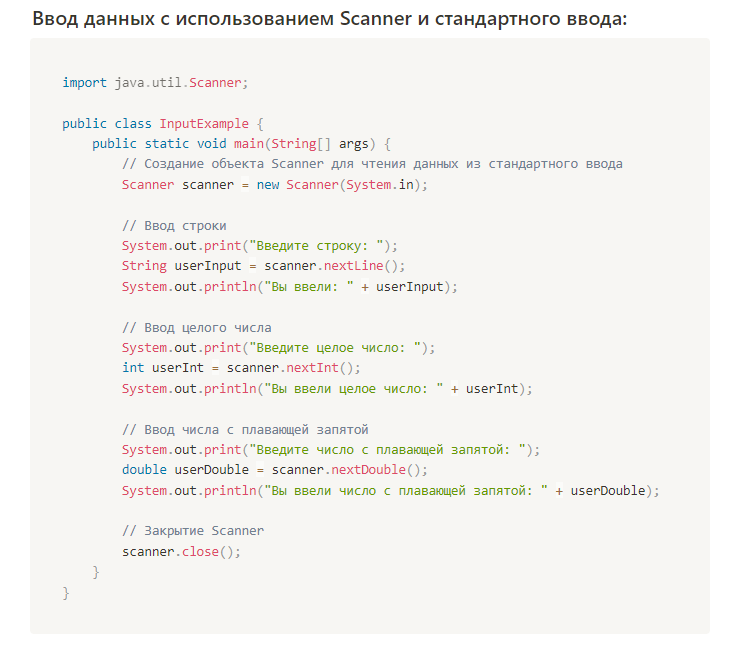 Ввод данных с использованием Scanner и стандартного ввода:
import java.util.Scanner;
public class InputExample {
public static void main(String[] args) {
// Создание объекта Scanner для чтения данных из стандартного ввода
Scanner scanner = new Scanner(System.in);
// Ввод строки
System.out.print("Введите строку: ");
String userInput = scanner.nextLine();
System.out.println("Вы ввели: " + userInput);
// Ввод целого числа
System.out.print("Введите целое число: ");
int userInt = scanner.nextInt();
System.out.println("Вы ввели целое число: " + userInt);
// Ввод числа с плавающей запятой
System.out.print("Введите число с плавающей запятой: ");
double userDouble = scanner.nextDouble();
System.out.println("Вы ввели число с плавающей запятой: " + userDouble);
// Закрытие Scanner
scanner.close();
}
}